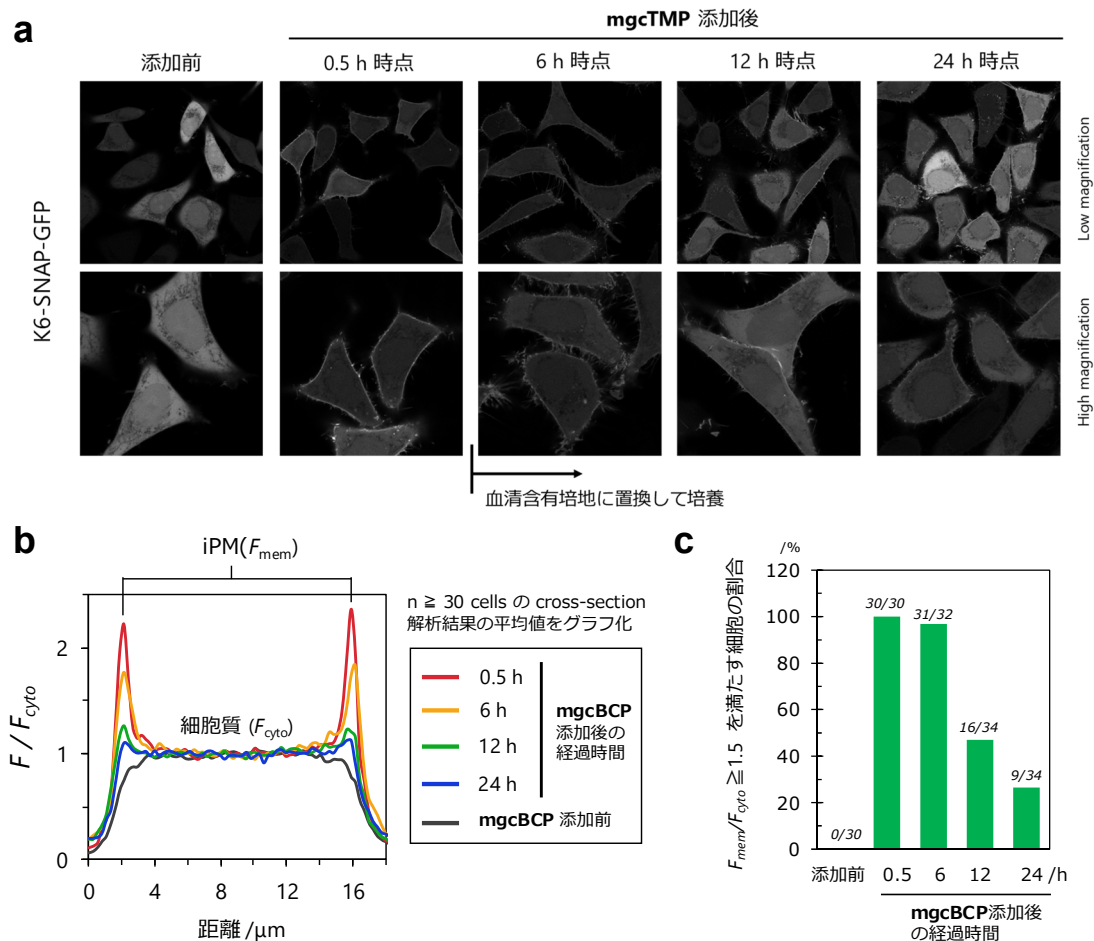 a
mgcTMP 添加後
添加前
0.5 h 時点
6 h 時点
12 h 時点
24 h 時点
K6-SNAP-GFP
Low magnification
High magnification
血清含有培地に置換して培養
b
iPM(Fmem)
F / Fcyto
2
1
0
細胞質 (Fcyto)
0
4
8
12
16
距離 /μm
n ≧ 30 cells の cross-section
解析結果の平均値をグラフ化
0.5 h
6 h
12 h
24 h
mgcBCP
添加後の
経過時間
mgcBCP 添加前
c
/%
Fmem/Fcyto ≧1.5 を満たす細胞の割合
120
100
80
60
40
20
0
0/30
30/30
31/32
16/34
9/34
添加前
0.5
6
12
24 /h
mgcBCP添加後
の経過時間